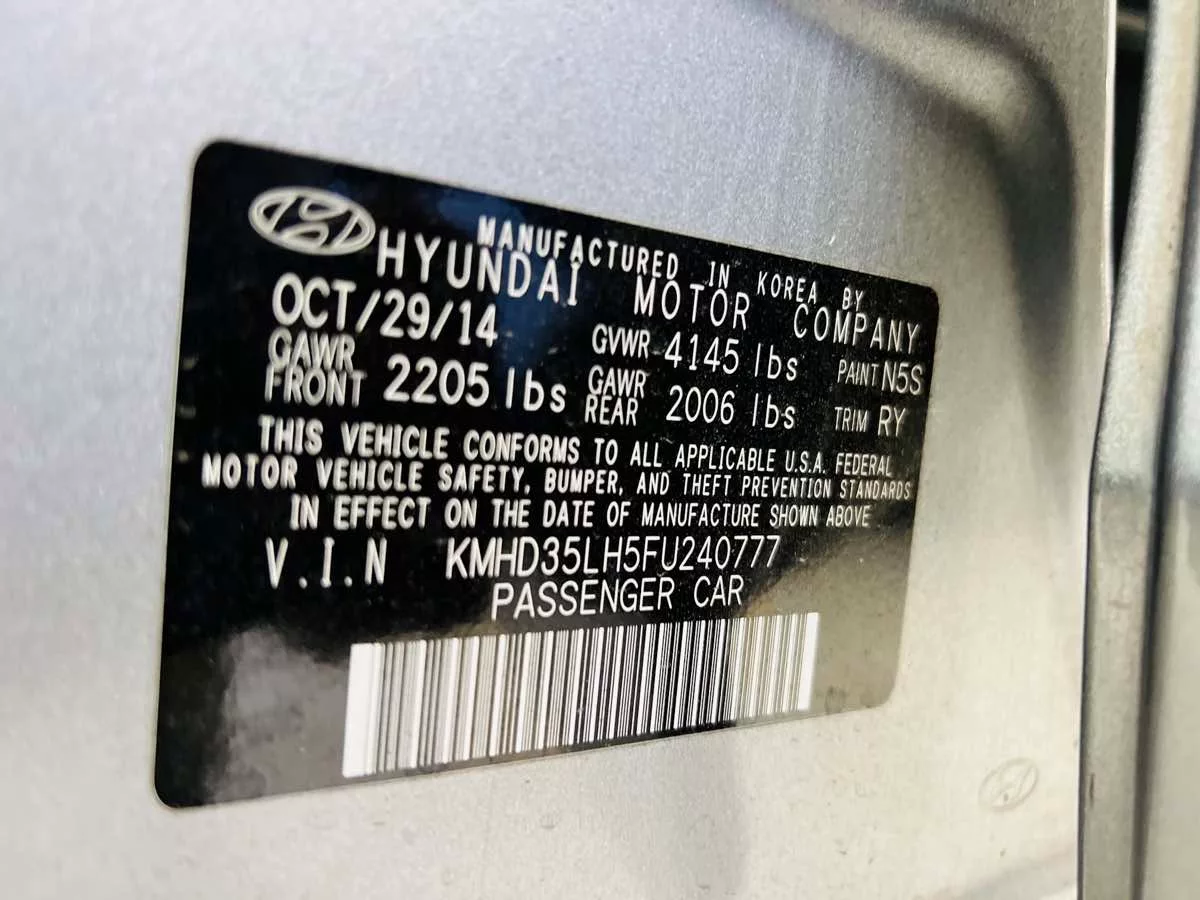 MANUFACTURED IN KOREA BY
HYUNDAI MOTOR COMPANY
OCT/29/14 GVWR 4145 lbs PAINT N5S
GAWR FRONT 2205 lbs GAWR REAR 2006 lbs TRIM RY
THIS VEHICLE CONFORMS TO ALL APPLICABLE U.S.A. FEDERAL
MOTOR VEHICLE SAFETY, BUMPER, AND THEFT PREVENTION STANDARDS
IN EFFECT ON THE DATE OF MANUFACTURE SHOWN ABOVE
V.I.N KMHD35LH5FU240777
PASSENGER CAR